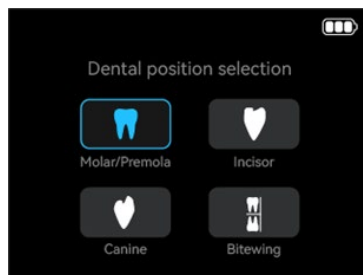 Dental position selection
Molar/Premola
Incisor
Canine
Bitewing